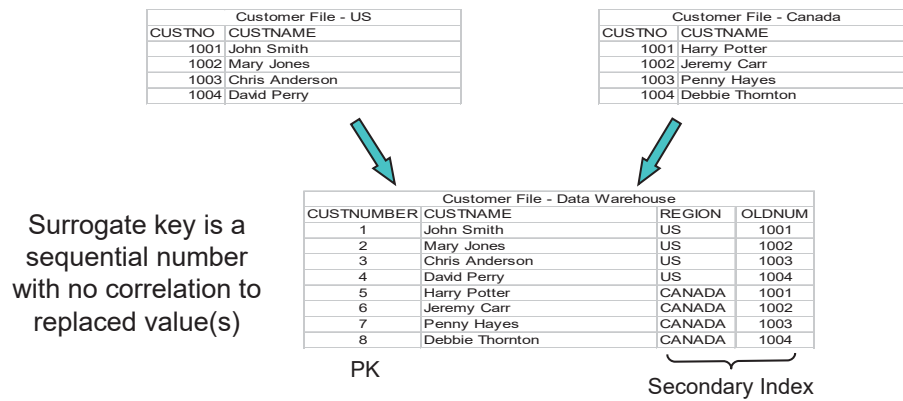 Customer File - US
CUSTNO CUSTNAME
1001 John Smith
1002 Mary Jones
1003 Chris Anderson
1004 David Perry
Customer File - Canada
CUSTNO CUSTNAME
1001 Harry Potter
1002 Jeremy Carr
1003 Penny Hayes
1004 Debbie Thornton
Surrogate key is a
sequential number
with no correlation to
replaced value(s)
Customer File - Data Warehouse
CUSTNUMBER CUSTNAME REGION OLDNUM
1 John Smith US 1001
2 Mary Jones US 1002
3 Chris Anderson US 1003
4 David Perry US 1004
5 Harry Potter CANADA 1001
6 Jeremy Carr CANADA 1002
7 Penny Hayes CANADA 1003
8 Debbie Thornton CANADA 1004
PK
Secondary Index